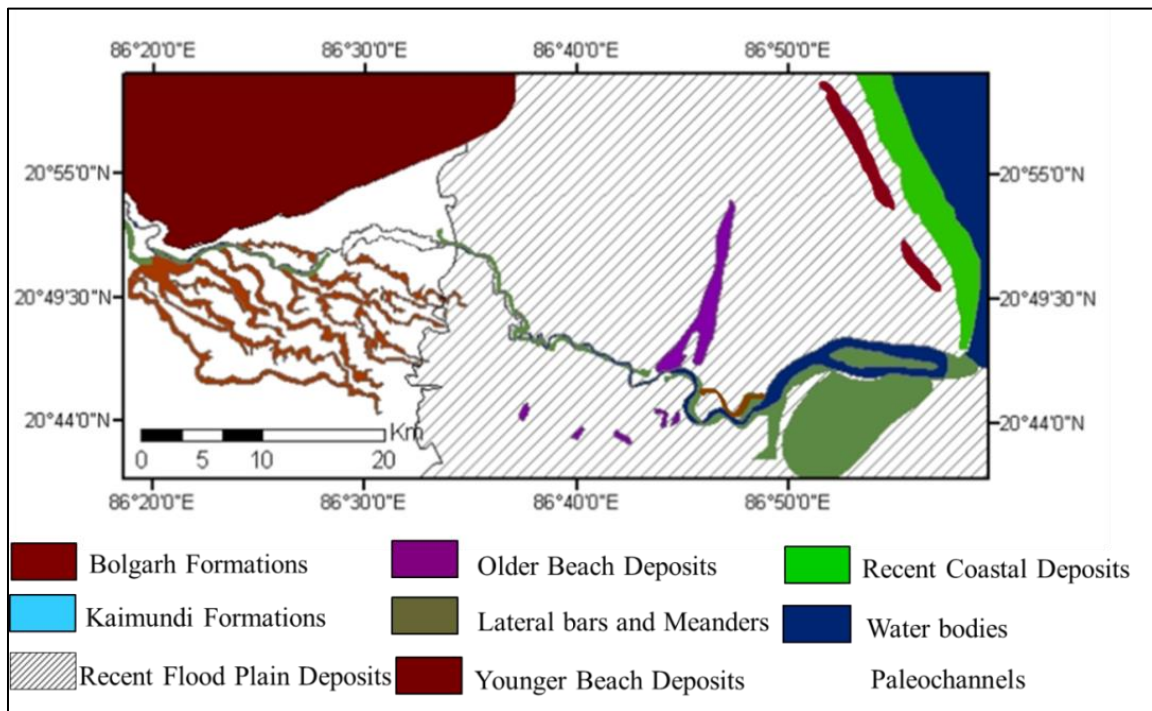 86°20'0"E 86°30'0"E 86°40'0"E 86°50'0"E
20°55'0"N 20°55'0"N
20°49'30"N 20°49'30"N
20°44'0"N 20°44'0"N
Km
0 5 10 20
86°20'0"E 86°30'0"E 86°40'0"E 86°50'0"E
Bolgarh Formations Older Beach Deposits Recent Coastal Deposits
Kaimundi Formations Lateral bars and Meanders Water bodies
Recent Flood Plain Deposits Younger Beach Deposits Paleochannels